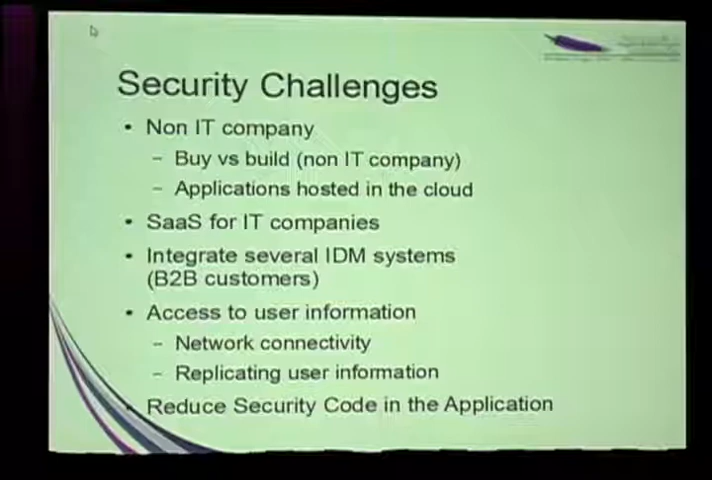 Security Challenges
• Non IT company
– Buy vs build (non IT company)
– Applications hosted in the cloud
• SaaS for IT companies
• Integrate several IDM systems
(B2B customers)
• Access to user information
– Network connectivity
– Replicating user information
• Reduce Security Code in the Application